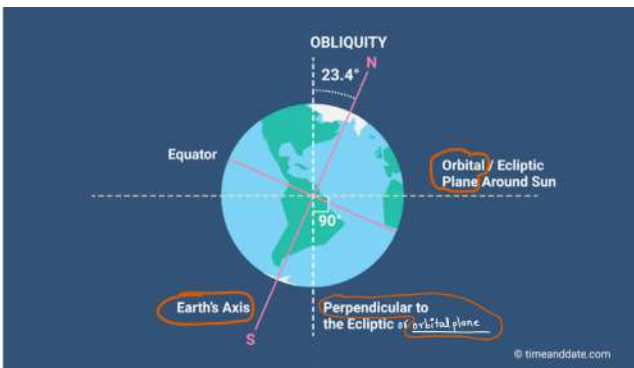 OBLIQUITY
23.4°
N
Equator
Orbital / Ecliptic
Plane Around Sun
90°
Earth's Axis
Perpendicular to
the Ecliptic or orbital plane
S
© timeanddate.com